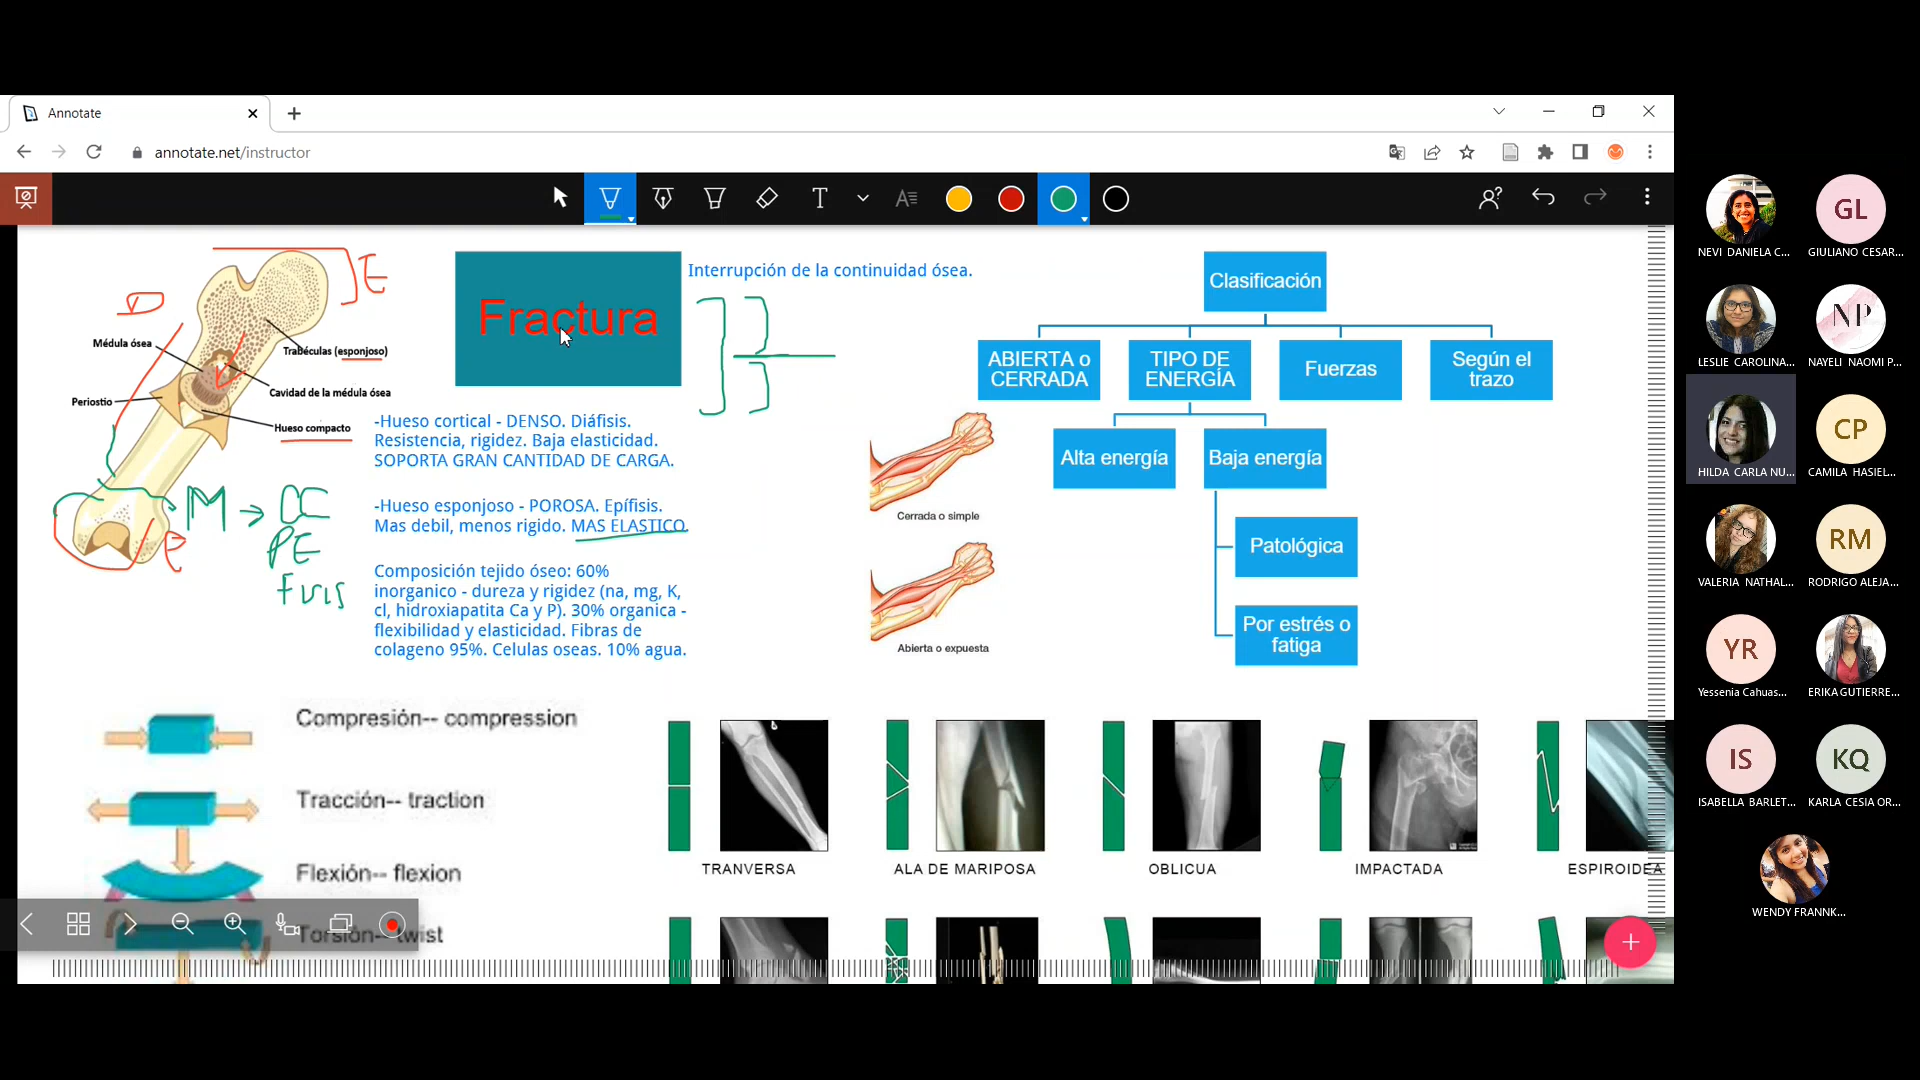 Annotate
annotate.net/instructor
T
E
D
Médula ósea
Trabéculas (esponjoso)
Cavidad de la médula ósea
Periostio
Hueso compacto
M → CC
PE
Fisis
Fractura
Interrupción de la continuidad ósea.
-Hueso cortical - DENSO. Diáfisis.
Resistencia, rigidez. Baja elasticidad.
SOPORTA GRAN CANTIDAD DE CARGA.
-Hueso esponjoso - POROSA. Epífisis.
Mas debil, menos rigido. MAS ELASTICO.
Composición tejido óseo: 60%
inorganico - dureza y rigidez (na, mg, K,
cl, hidroxiapatita Ca y P). 30% organica -
flexibilidad y elasticidad. Fibras de
colageno 95%. Celulas oseas. 10% agua.
Cerrada o simple
Abierta o expuesta
Clasificación
ABIERTA o
CERRADA
TIPO DE
ENERGÍA
Fuerzas
Según el
trazo
Alta energía
Baja energía
Patológica
Por estrés o
fatiga
Compresión-- compression
Tracción-- traction
Flexión-- flexion
Torsión-- twist
TRANVERSA
ALA DE MARIPOSA
OBLICUA
IMPACTADA
ESPIROIDEA
NEVI DANIELA C...
GL
GIULIANO CESAR...
LESLIE CAROLINA...
NP
NAYELI NAOMI P...
HILDA CARLA NU...
CP
CAMILA HASIEL...
VALERIA NATHAL...
RM
RODRIGO ALEJA...
YR
Yessenia Cahuas...
ERIKA GUTIERRE...
IS
ISABELLA BARLET...
KQ
KARLA CESIA OR...
WENDY FRANNK...